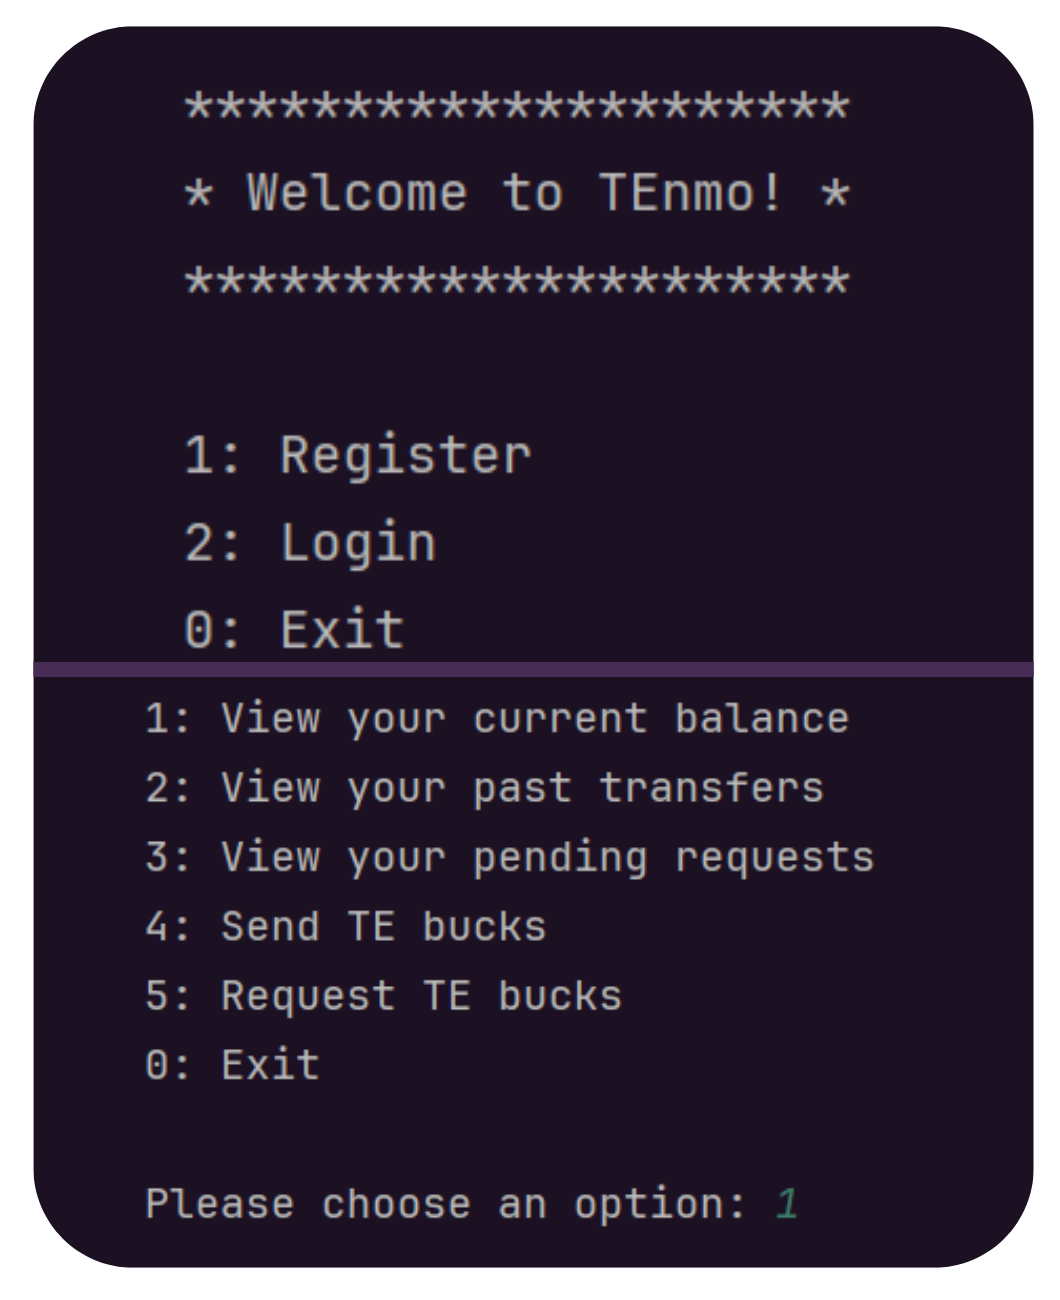 *********************
* Welcome to TEnmo! *
*********************
1: Register
2: Login
0: Exit
1: View your current balance
2: View your past transfers
3: View your pending requests
4: Send TE bucks
5: Request TE bucks
0: Exit
Please choose an option: 1